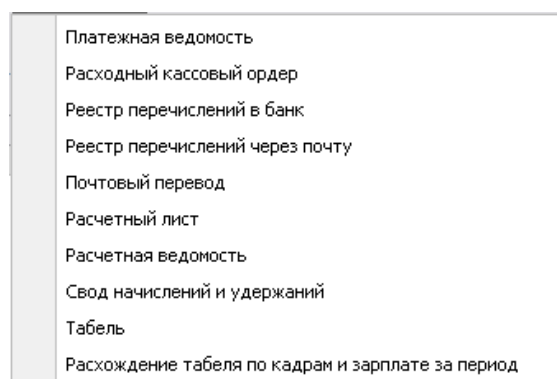 Платежная ведомость
Расходный кассовый ордер
Реестр перечислений в банк
Реестр перечислений через почту
Почтовый перевод
Расчетный лист
Расчетная ведомость
Свод начислений и удержаний
Табель
Расхождение табеля по кадрам и зарплате за период